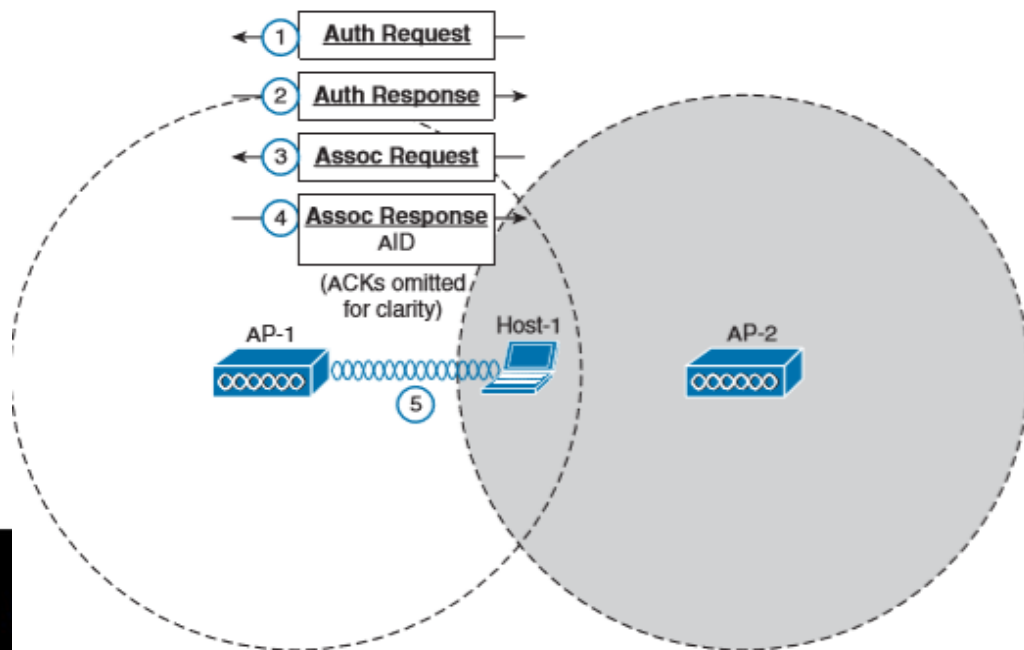 1 Auth Request
2 Auth Response
3 Assoc Request
4 Assoc Response
AID
(ACKs omitted
for clarity)
AP-1
Host-1
AP-2
5